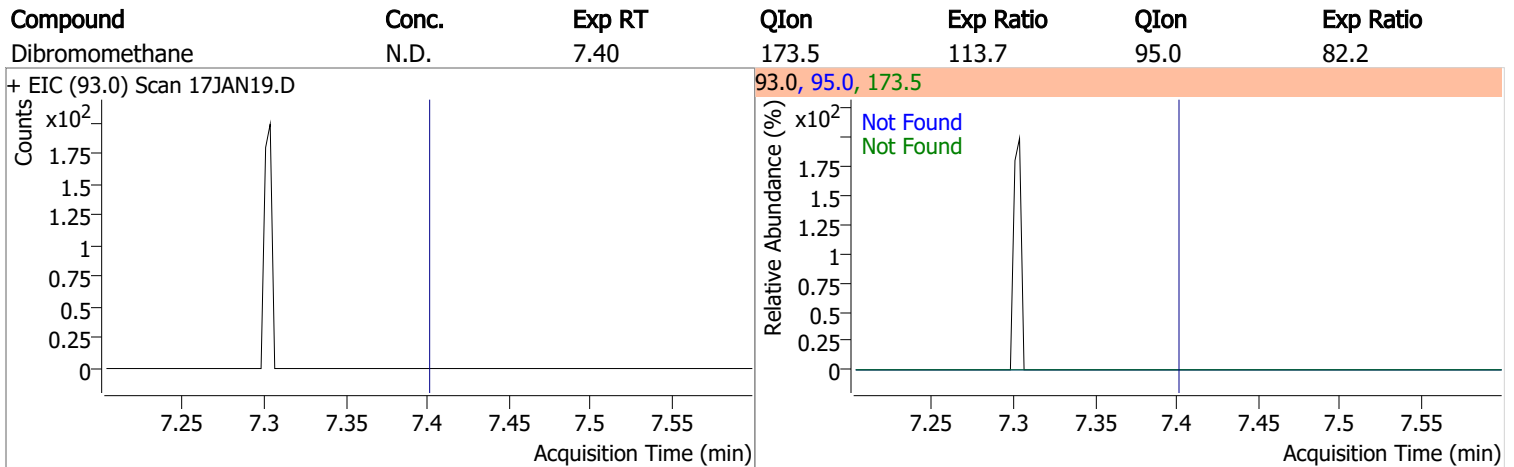 Compound Conc. Exp RT QIon Exp Ratio QIon Exp Ratio
Dibromomethane N.D. 7.40 173.5 113.7 95.0 82.2
+ EIC (93.0) Scan 17JAN19.D
Counts
x10²
1.75
1.5
1.25
1
0.75
0.5
0.25
0
7.25 7.3 7.35 7.4 7.45 7.5 7.55
Acquisition Time (min)
93.0, 95.0, 173.5
Relative Abundance (%)
x10²
Not Found
Not Found
1.75
1.5
1.25
1
0.75
0.5
0.25
0
7.25 7.3 7.35 7.4 7.45 7.5 7.55
Acquisition Time (min)